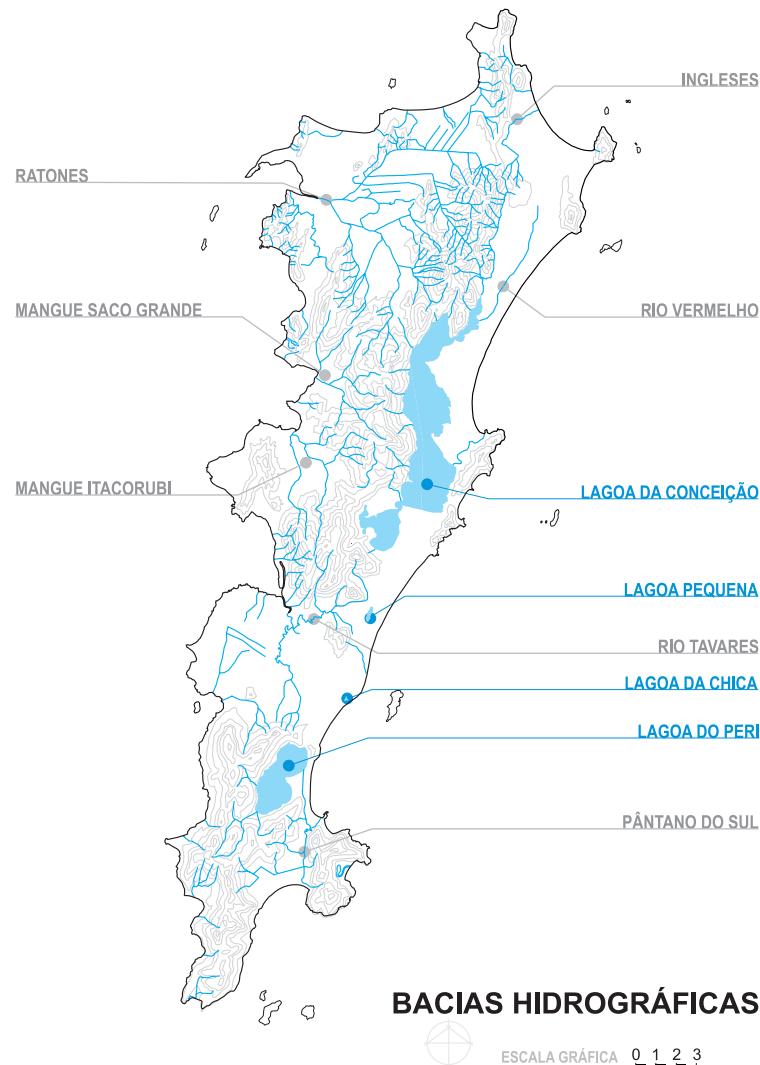 INGLESES
RATONES
MANGUE SACO GRANDE
RIO VERMELHO
MANGUE ITACORUBI
LAGOA DA CONCEIÇÃO
LAGOA PEQUENA
RIO TAVARES
LAGOA DA CHICA
LAGOA DO PERI
PÂNTANO DO SUL
BACIAS HIDROGRÁFICAS
ESCALA GRÁFICA 0 1 2 3